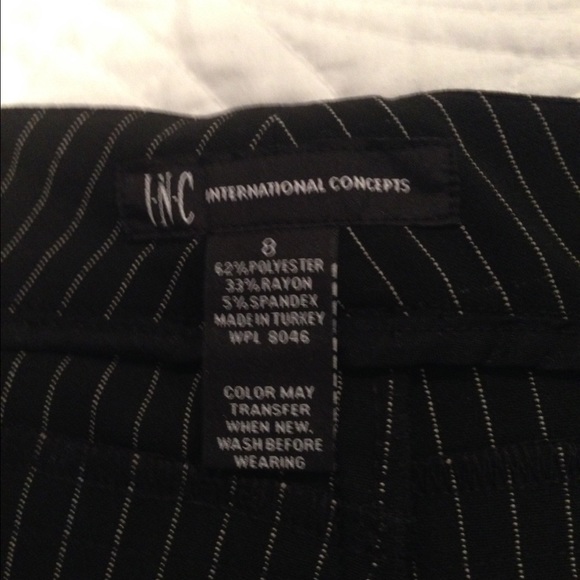 I·N·C INTERNATIONAL CONCEPTS
8
62% POLYESTER
33% RAYON
5% SPANDEX
MADE IN TURKEY
WPL 8046
COLOR MAY
TRANSFER
WHEN NEW.
WASH BEFORE
WEARING